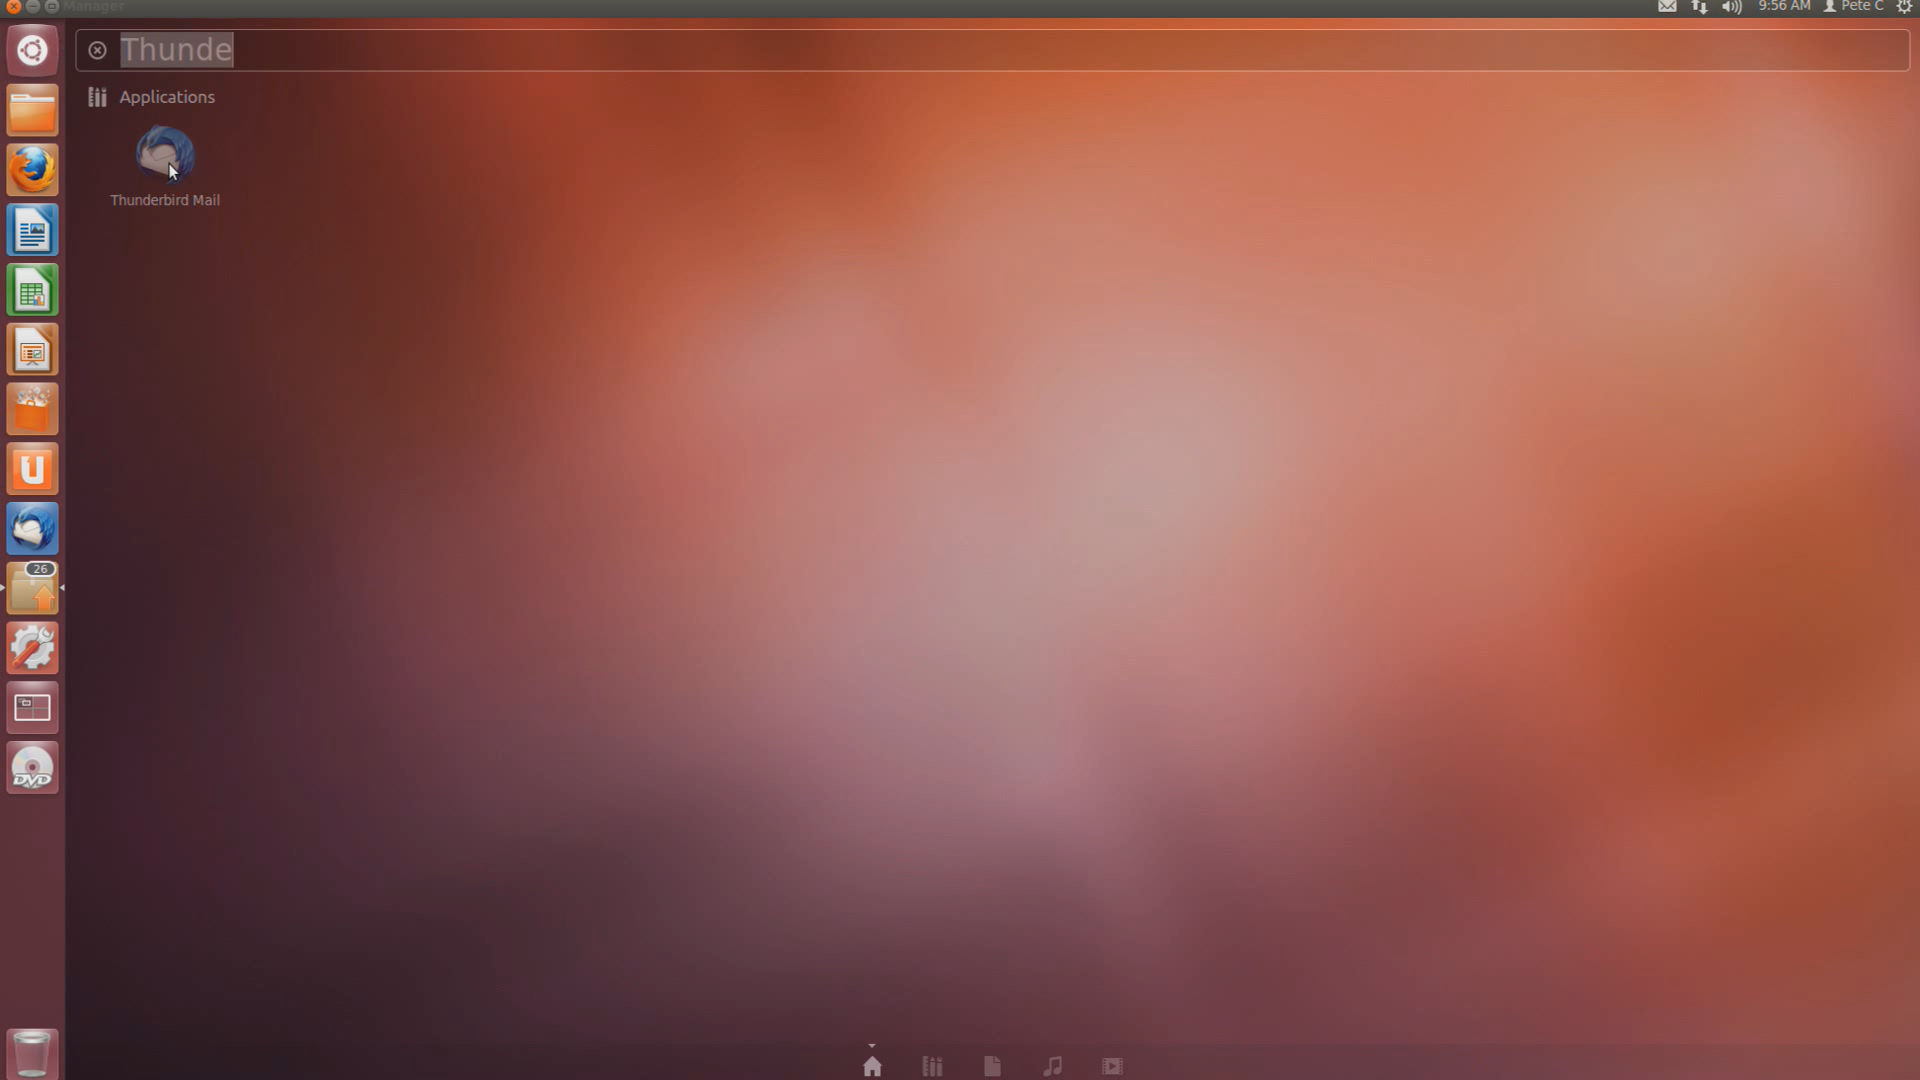 Manager
9:56 AM
Pete C
Thunde
Applications
Thunderbird Mail
U
26
DVD